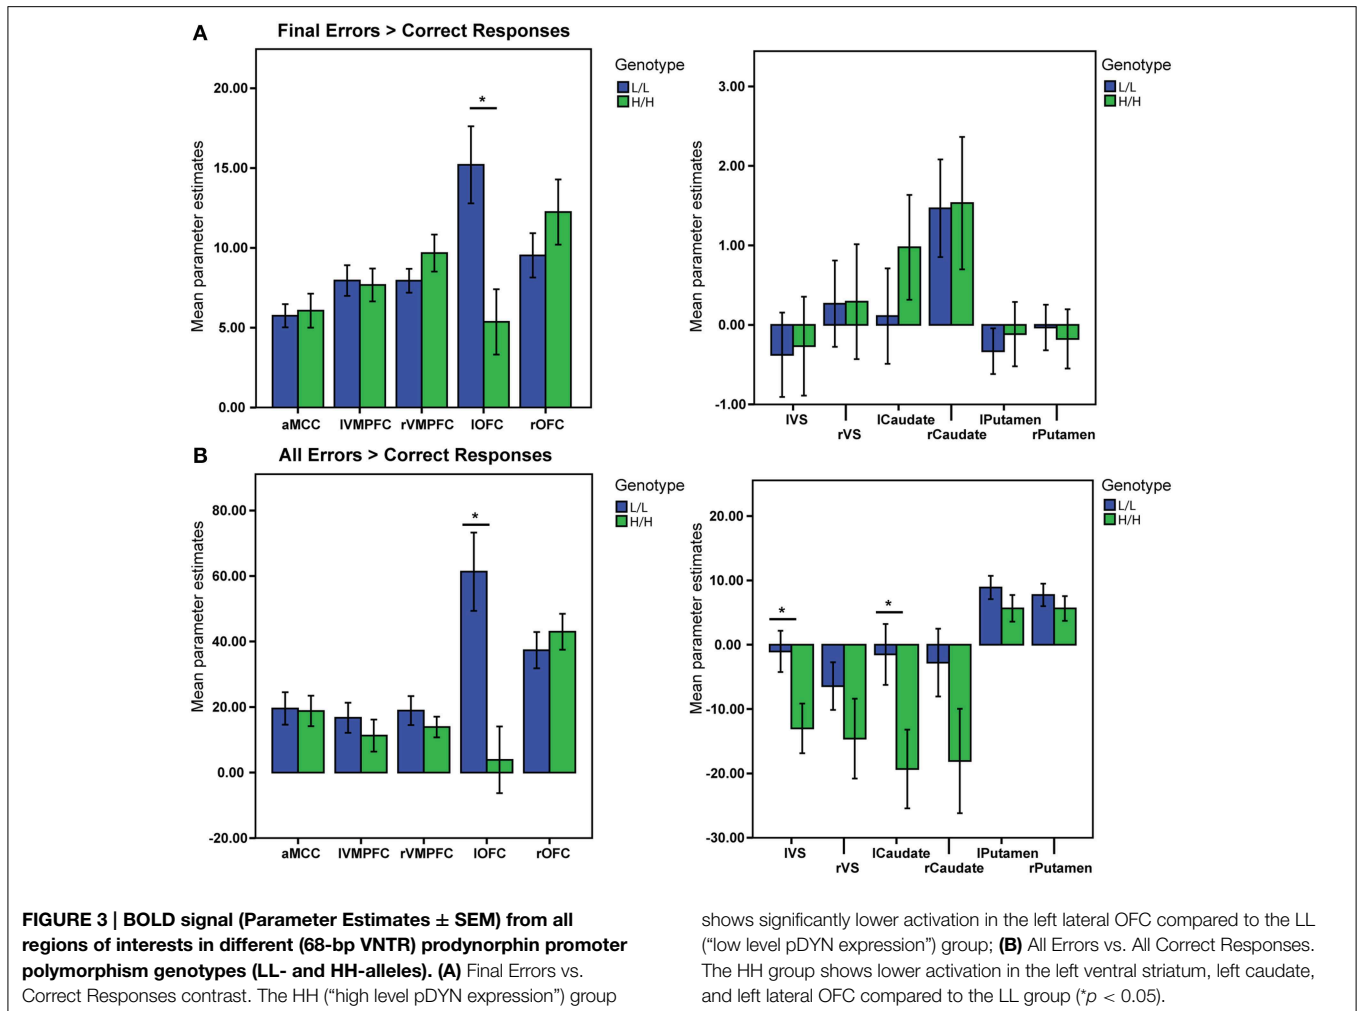 A
Final Errors > Correct Responses
Mean parameter estimates
20.00
15.00
10.00
5.00
0.00
*
aMCC lVMPFC rVMPFC lOFC rOFC
Genotype
L/L
H/H
Mean parameter estimates
3.00
2.00
1.00
0.00
-1.00
lVS lCaudate lPutamen
rVS rCaudate rPutamen
Genotype
L/L
H/H
B
All Errors > Correct Responses
Mean parameter estimates
80.00
60.00
40.00
20.00
0.00
-20.00
*
aMCC lVMPFC rVMPFC lOFC rOFC
Genotype
L/L
H/H
Mean parameter estimates
20.00
10.00
0.00
-10.00
-20.00
-30.00
* *
lVS lCaudate lPutamen
rVS rCaudate rPutamen
Genotype
L/L
H/H
FIGURE 3 | BOLD signal (Parameter Estimates ± SEM) from all
regions of interests in different (68-bp VNTR) prodynorphin promoter
polymorphism genotypes (LL- and HH-alleles). (A) Final Errors vs.
Correct Responses contrast. The HH (“high level pDYN expression”) group
shows significantly lower activation in the left lateral OFC compared to the LL
(“low level pDYN expression”) group; (B) All Errors vs. All Correct Responses.
The HH group shows lower activation in the left ventral striatum, left caudate,
and left lateral OFC compared to the LL group (*p < 0.05).